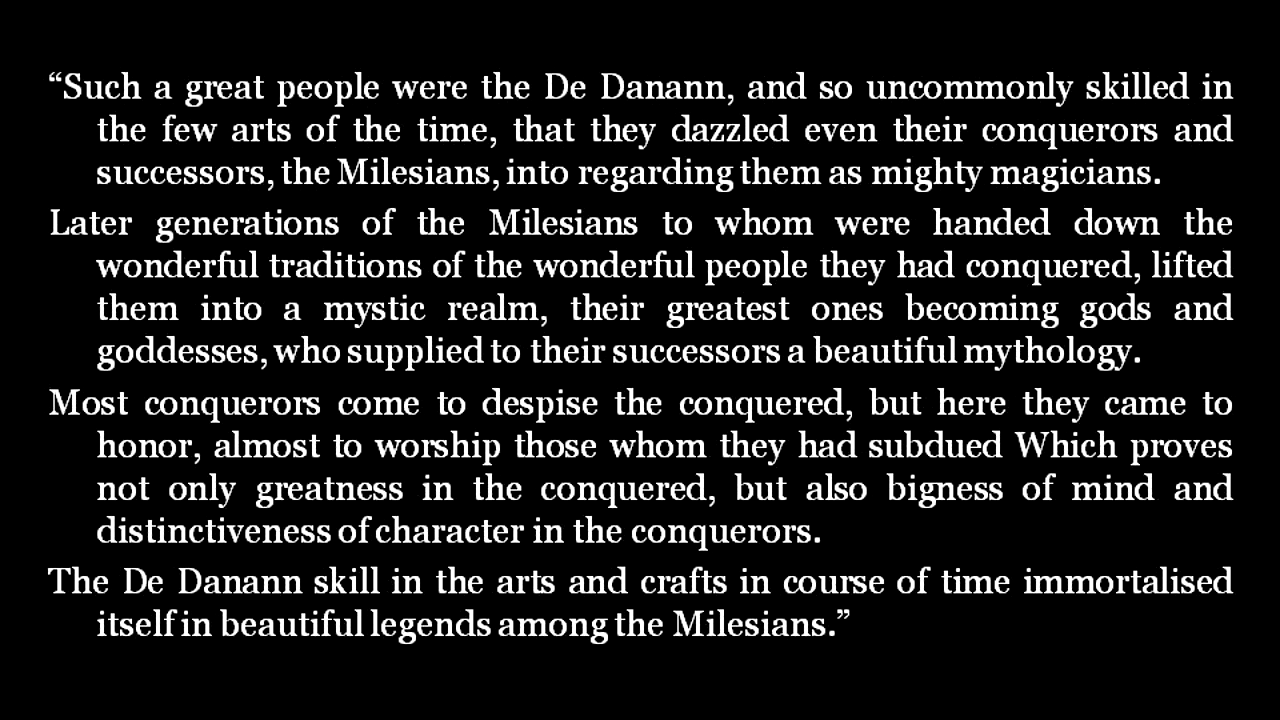 “Such a great people were the De Danann, and so uncommonly skilled in
the few arts of the time, that they dazzled even their conquerors and
successors, the Milesians, into regarding them as mighty magicians.
Later generations of the Milesians to whom were handed down the
wonderful traditions of the wonderful people they had conquered, lifted
them into a mystic realm, their greatest ones becoming gods and
goddesses, who supplied to their successors a beautiful mythology.
Most conquerors come to despise the conquered, but here they came to
honor, almost to worship those whom they had subdued Which proves
not only greatness in the conquered, but also bigness of mind and
distinctiveness of character in the conquerors.
The De Danann skill in the arts and crafts in course of time immortalised
itself in beautiful legends among the Milesians.”